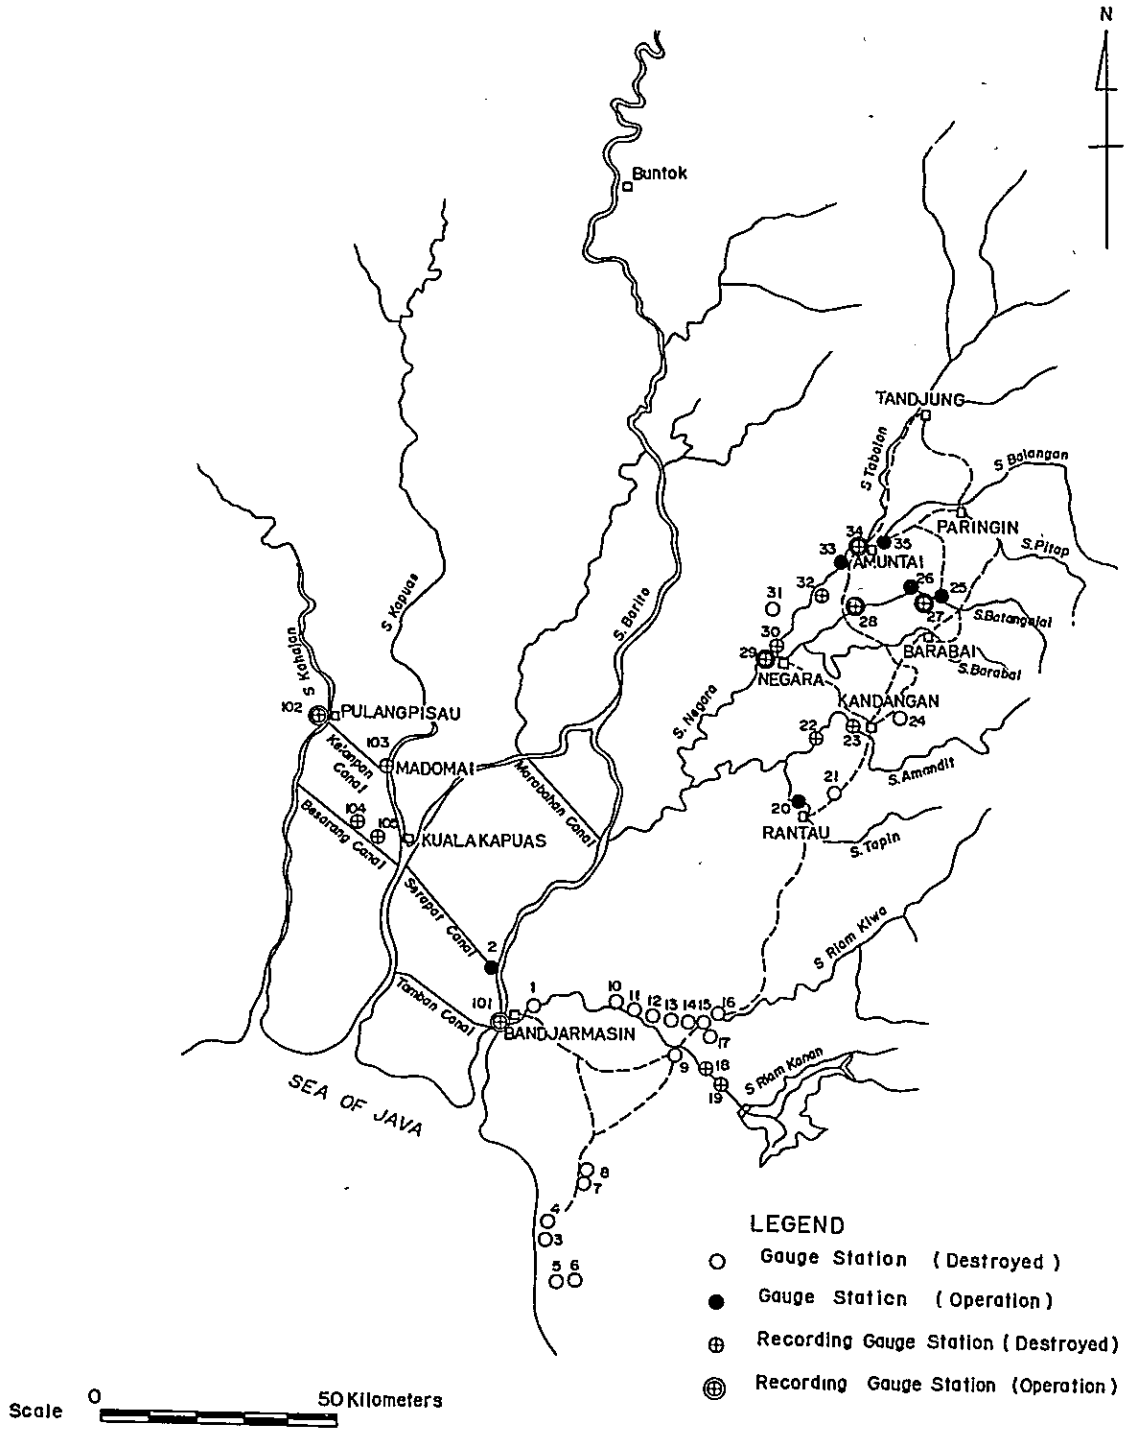 N
Buntok
TANDJUNG
S Tabalon
S Balangan
PARINGIN
S. Pitap
34
35
33
AMUNTAI
26
25
32
31
28
27
S.Batangalai
30
29
BARABAI
S.Barabai
NEGARA
KANDANGAN
24
22
23
S. Negara
S. Amandit
21
20
RANTAU
S. Tapin
S Kapuas
S. Barito
S Kahajan
102
PULANGPISAU
103
Ke'anpan Canal
MADOMAI
Marabahan Canal
104
105
KUALAKAPUAS
Besarang Canal
Serapat Canal
2
S Riam Kiwa
Tamban Canal
101
1
BANDJARMASIN
10
11
12
13
14
15
16
17
9
18
19
S Riam Kanan
SEA OF JAVA
8
7
4
3
5
6
LEGEND
Gauge Station (Destroyed)
Gauge Station (Operation)
Recording Gauge Station (Destroyed)
Recording Gauge Station (Operation)
Scale
0
50 Kilometers